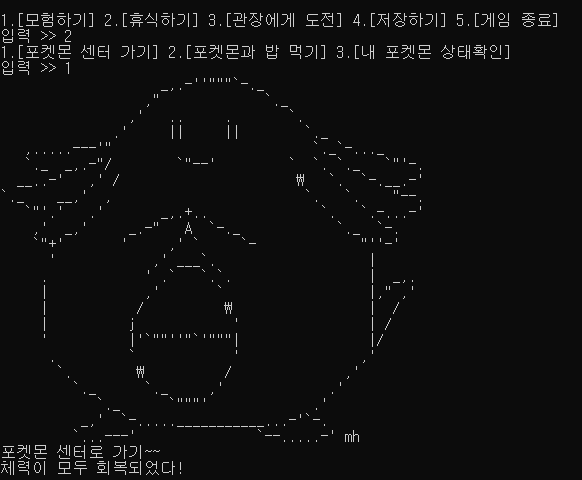 1.[모험하기] 2.[휴식하기] 3.[관장에게 도전] 4.[저장하기] 5.[게임 종료]
입력 >> 2
1.[포켓몬 센터 가기] 2.[포켓몬과 밥 먹기] 3.[내 포켓몬 상태확인]
입력 >> 1
mh
포켓몬 센터로 가기~~
체력이 모두 회복되었다!